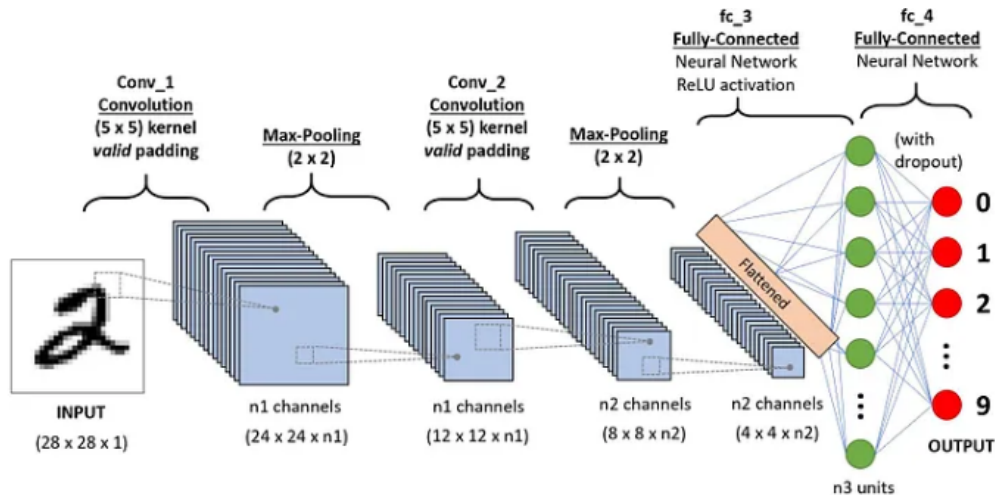 fc_3
Fully-Connected
Neural Network
ReLU activation
fc_4
Fully-Connected
Neural Network
Conv_1
Convolution
(5 x 5) kernel
valid padding
Max-Pooling
(2 x 2)
Conv_2
Convolution
(5 x 5) kernel
valid padding
Max-Pooling
(2 x 2)
(with
dropout)
Flattened
0
1
2
9
INPUT
(28 x 28 x 1)
n1 channels
(24 x 24 x n1)
n1 channels
(12 x 12 x n1)
n2 channels
(8 x 8 x n2)
n2 channels
(4 x 4 x n2)
OUTPUT
n3 units